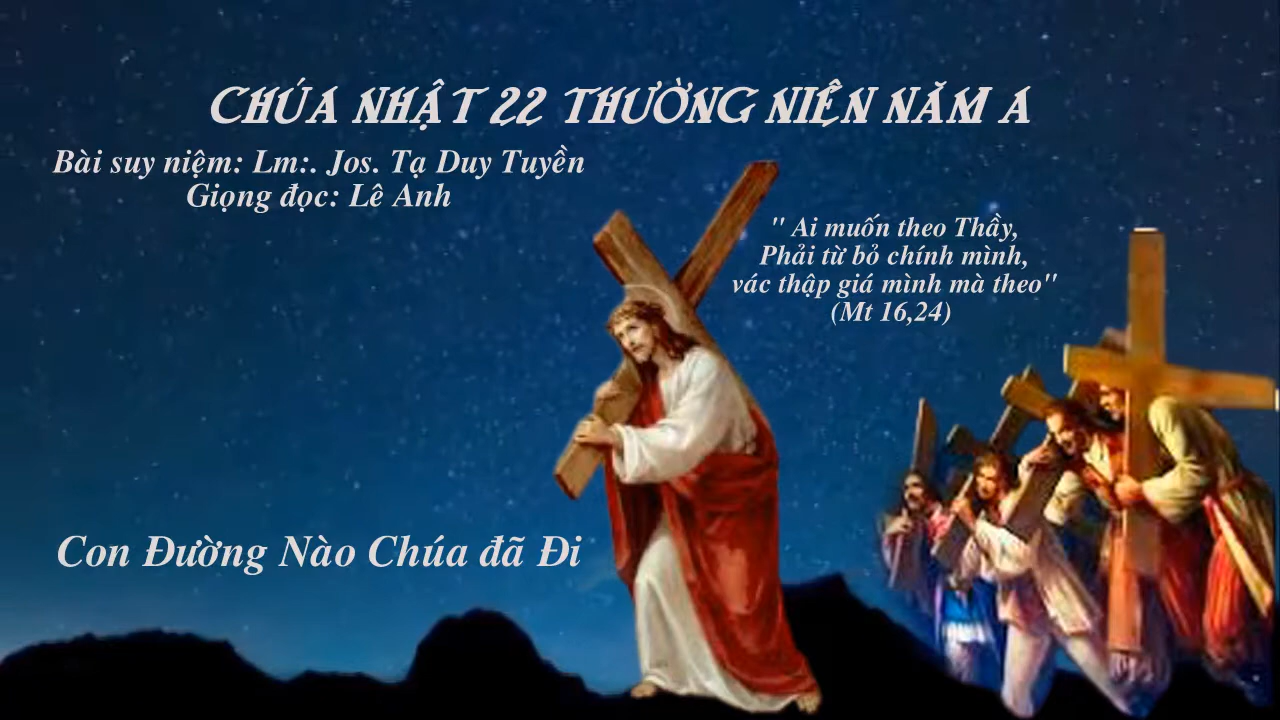 CHÚA NHẬT 22 THƯỜNG NIÊN NĂM A
Bài suy niệm: Lm:. Jos. Tạ Duy Tuyền
Giọng đọc: Lê Anh
" Ai muốn theo Thầy,
Phải từ bỏ chính mình,
vác thập giá mình mà theo"
(Mt 16,24)
Con Đường Nào Chúa đã Đi